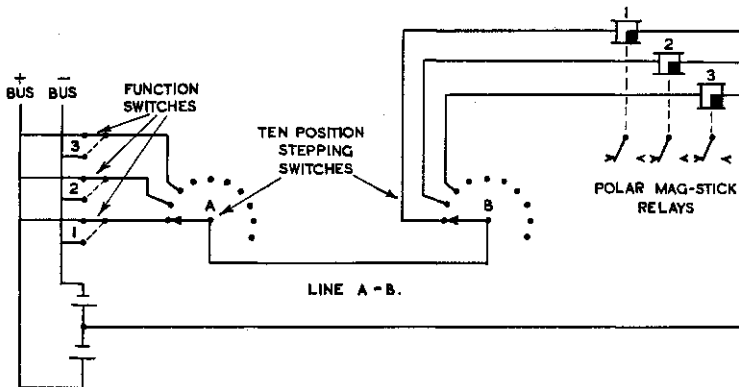 + −
BUS BUS
FUNCTION
SWITCHES
3
2
1
A
TEN POSITION
STEPPING
SWITCHES
B
LINE A-B.
1
2
3
POLAR MAG-STICK
RELAYS